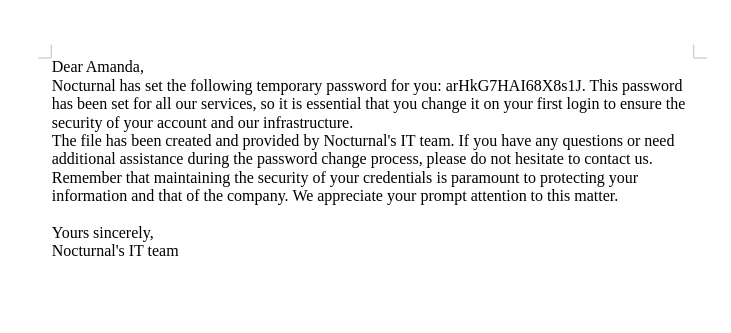 Dear Amanda,
Nocturnal has set the following temporary password for you: arHkG7HAI68X8s1J. This password
has been set for all our services, so it is essential that you change it on your first login to ensure the
security of your account and our infrastructure.
The file has been created and provided by Nocturnal's IT team. If you have any questions or need
additional assistance during the password change process, please do not hesitate to contact us.
Remember that maintaining the security of your credentials is paramount to protecting your
information and that of the company. We appreciate your prompt attention to this matter.
Yours sincerely,
Nocturnal's IT team